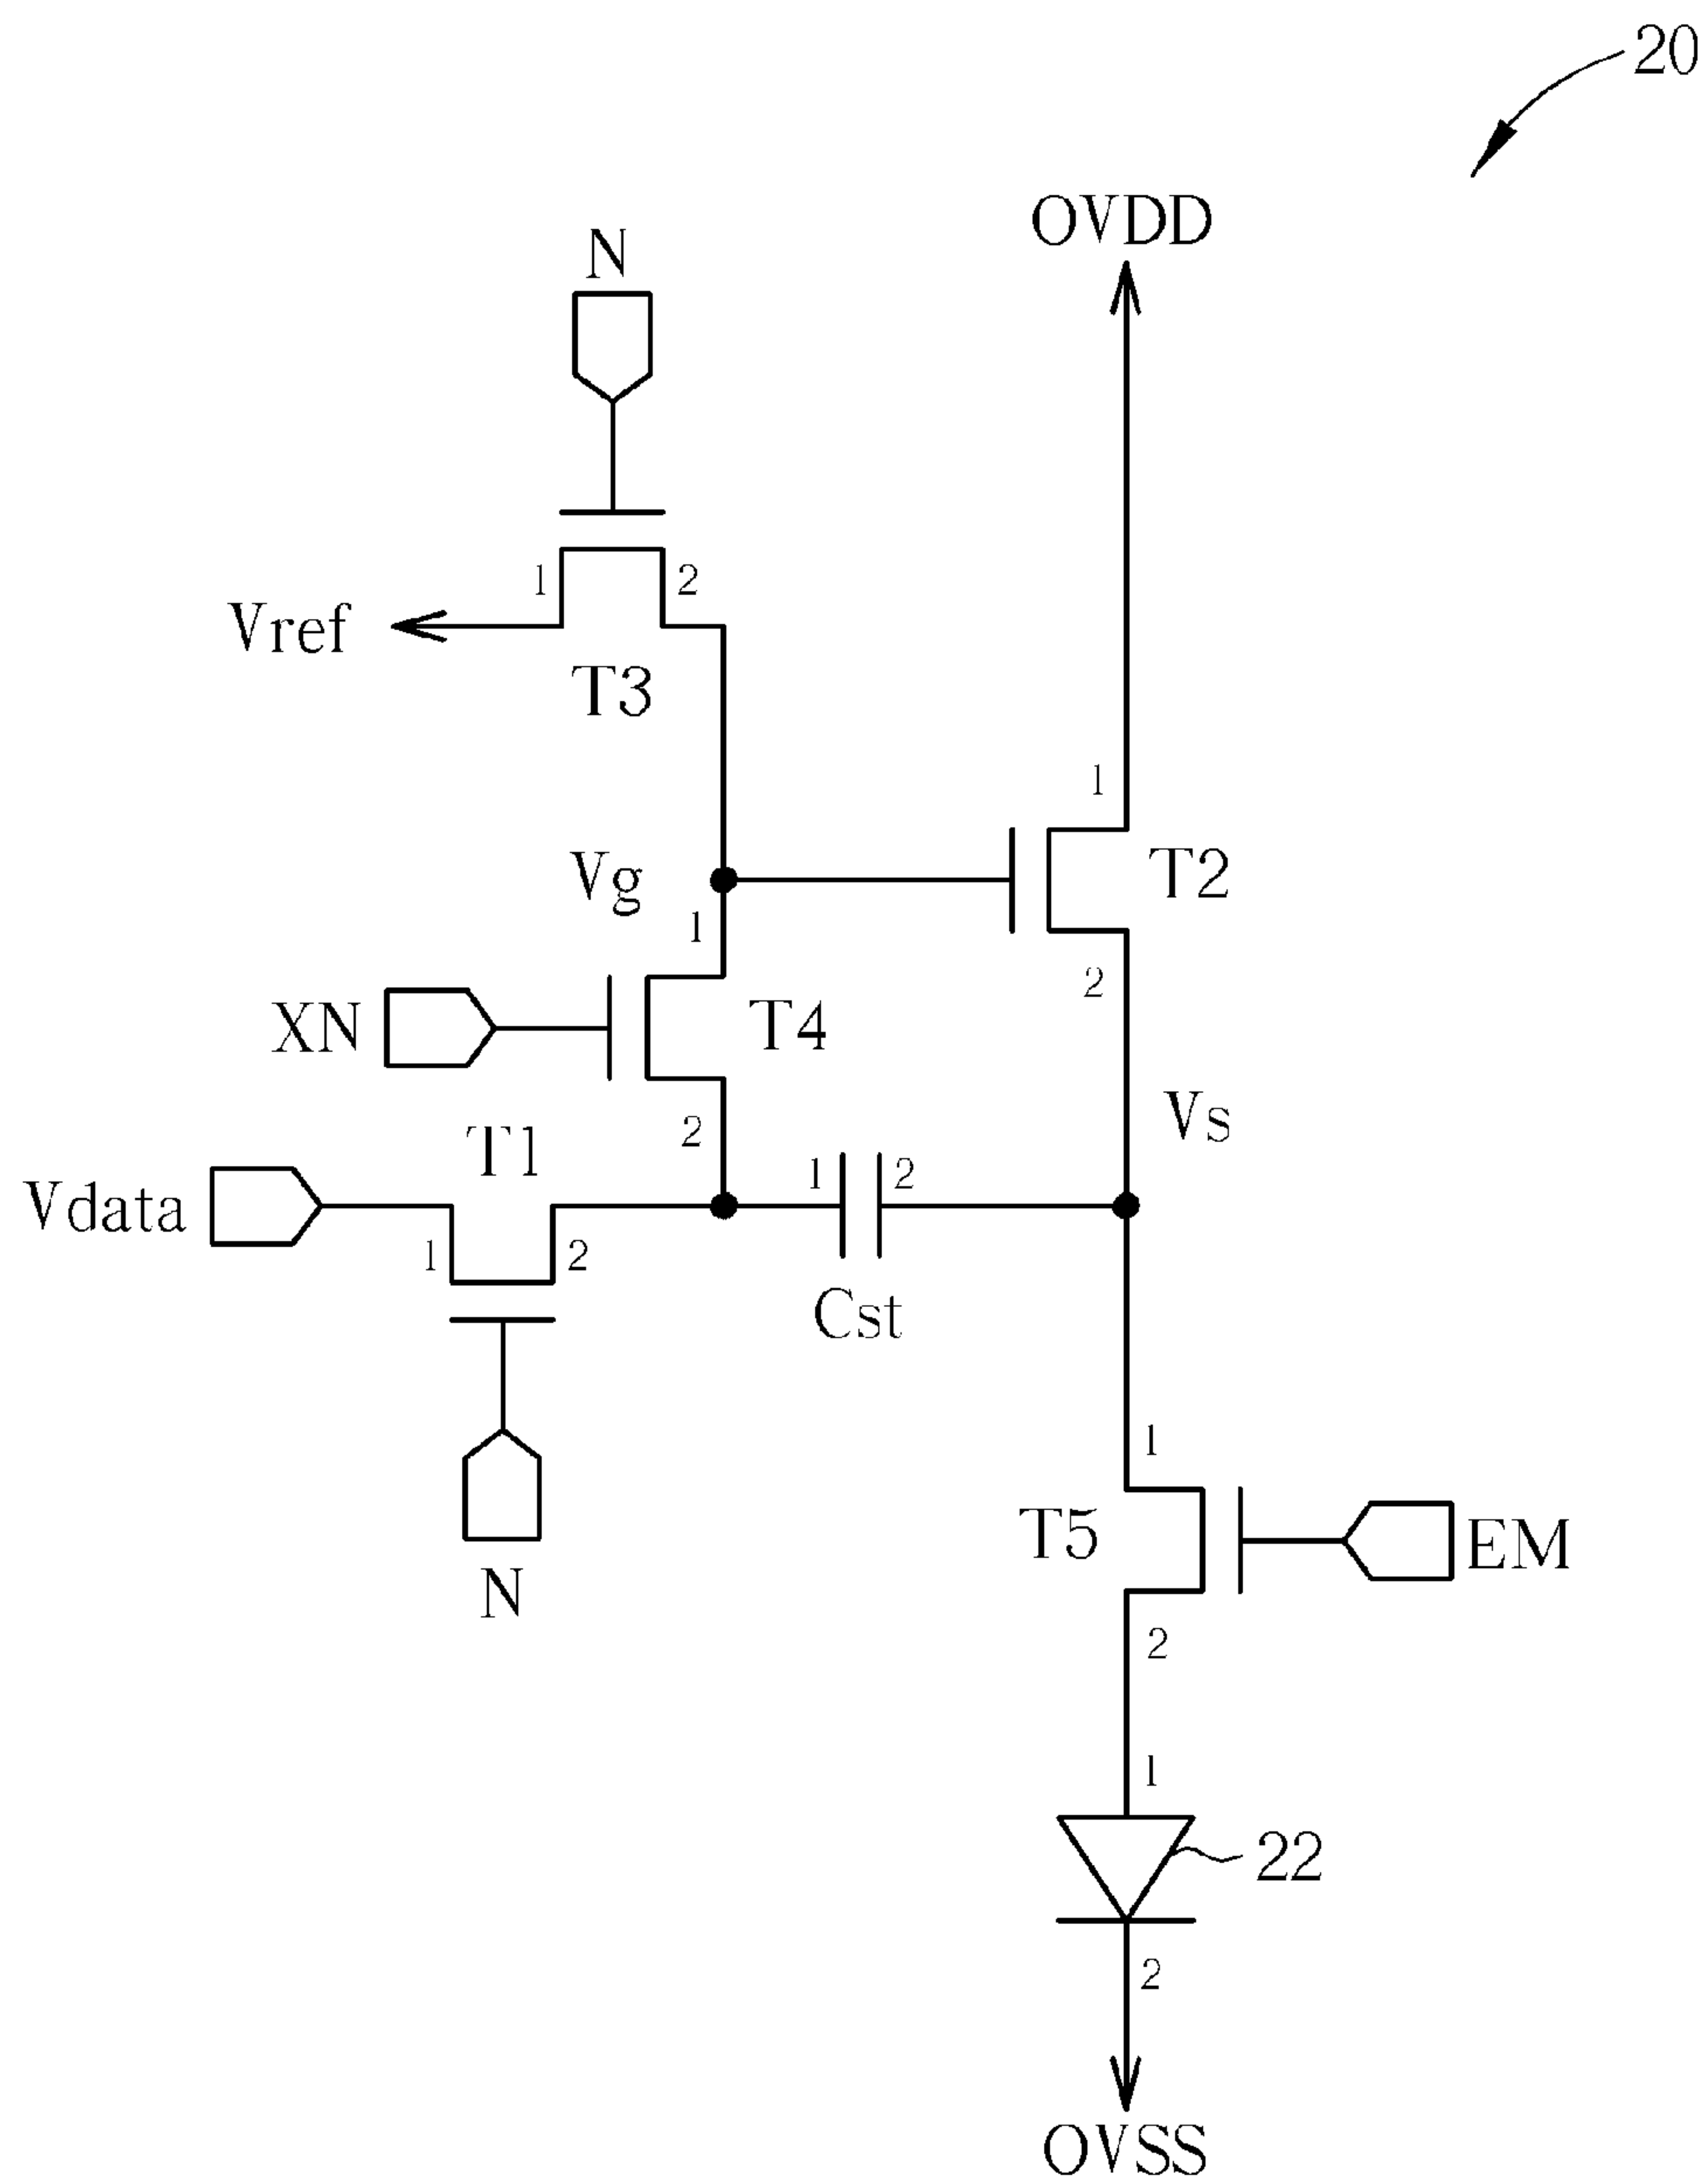 20
OVDD
N
1 2
Vref
T3
1
T2
Vg
1
2
XN
T4
Vs
2
T1
1 2
Vdata
1 2
Cst
1
T5
EM
N
2
1
22
2
OVSS